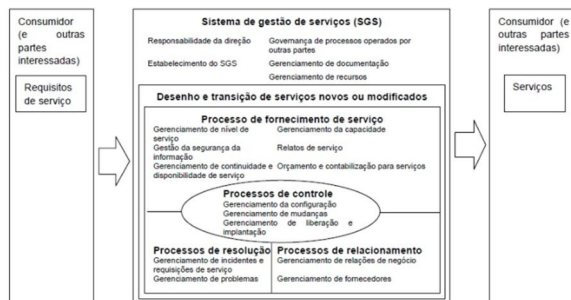 Consumidor
(e outras
partes
interessadas)
Requisitos
de serviço
Sistema de gestão de serviços (SGS)
Responsabilidade da direção
Governança de processos operados por
outras partes
Estabelecimento do SGS
Gerenciamento de documentação
Gerenciamento de recursos
Desenho e transição de serviços novos ou modificados
Processo de fornecimento de serviço
Gerenciamento de nível de
serviço
Gerenciamento da capacidade
Gestão da segurança da
informação
Relatos de serviço
Gerenciamento de continuidade e
disponibilidade de serviço
Orçamento e contabilização para serviços
Processos de controle
Gerenciamento da configuração
Gerenciamento de mudanças
Gerenciamento de liberação e
implantação
Processos de resolução
Gerenciamento de incidentes e
requisições de serviço
Gerenciamento de problemas
Processos de relacionamento
Gerenciamento de relações de negócio
Gerenciamento de fornecedores
Consumidor (e
outras partes
interessadas)
Serviços